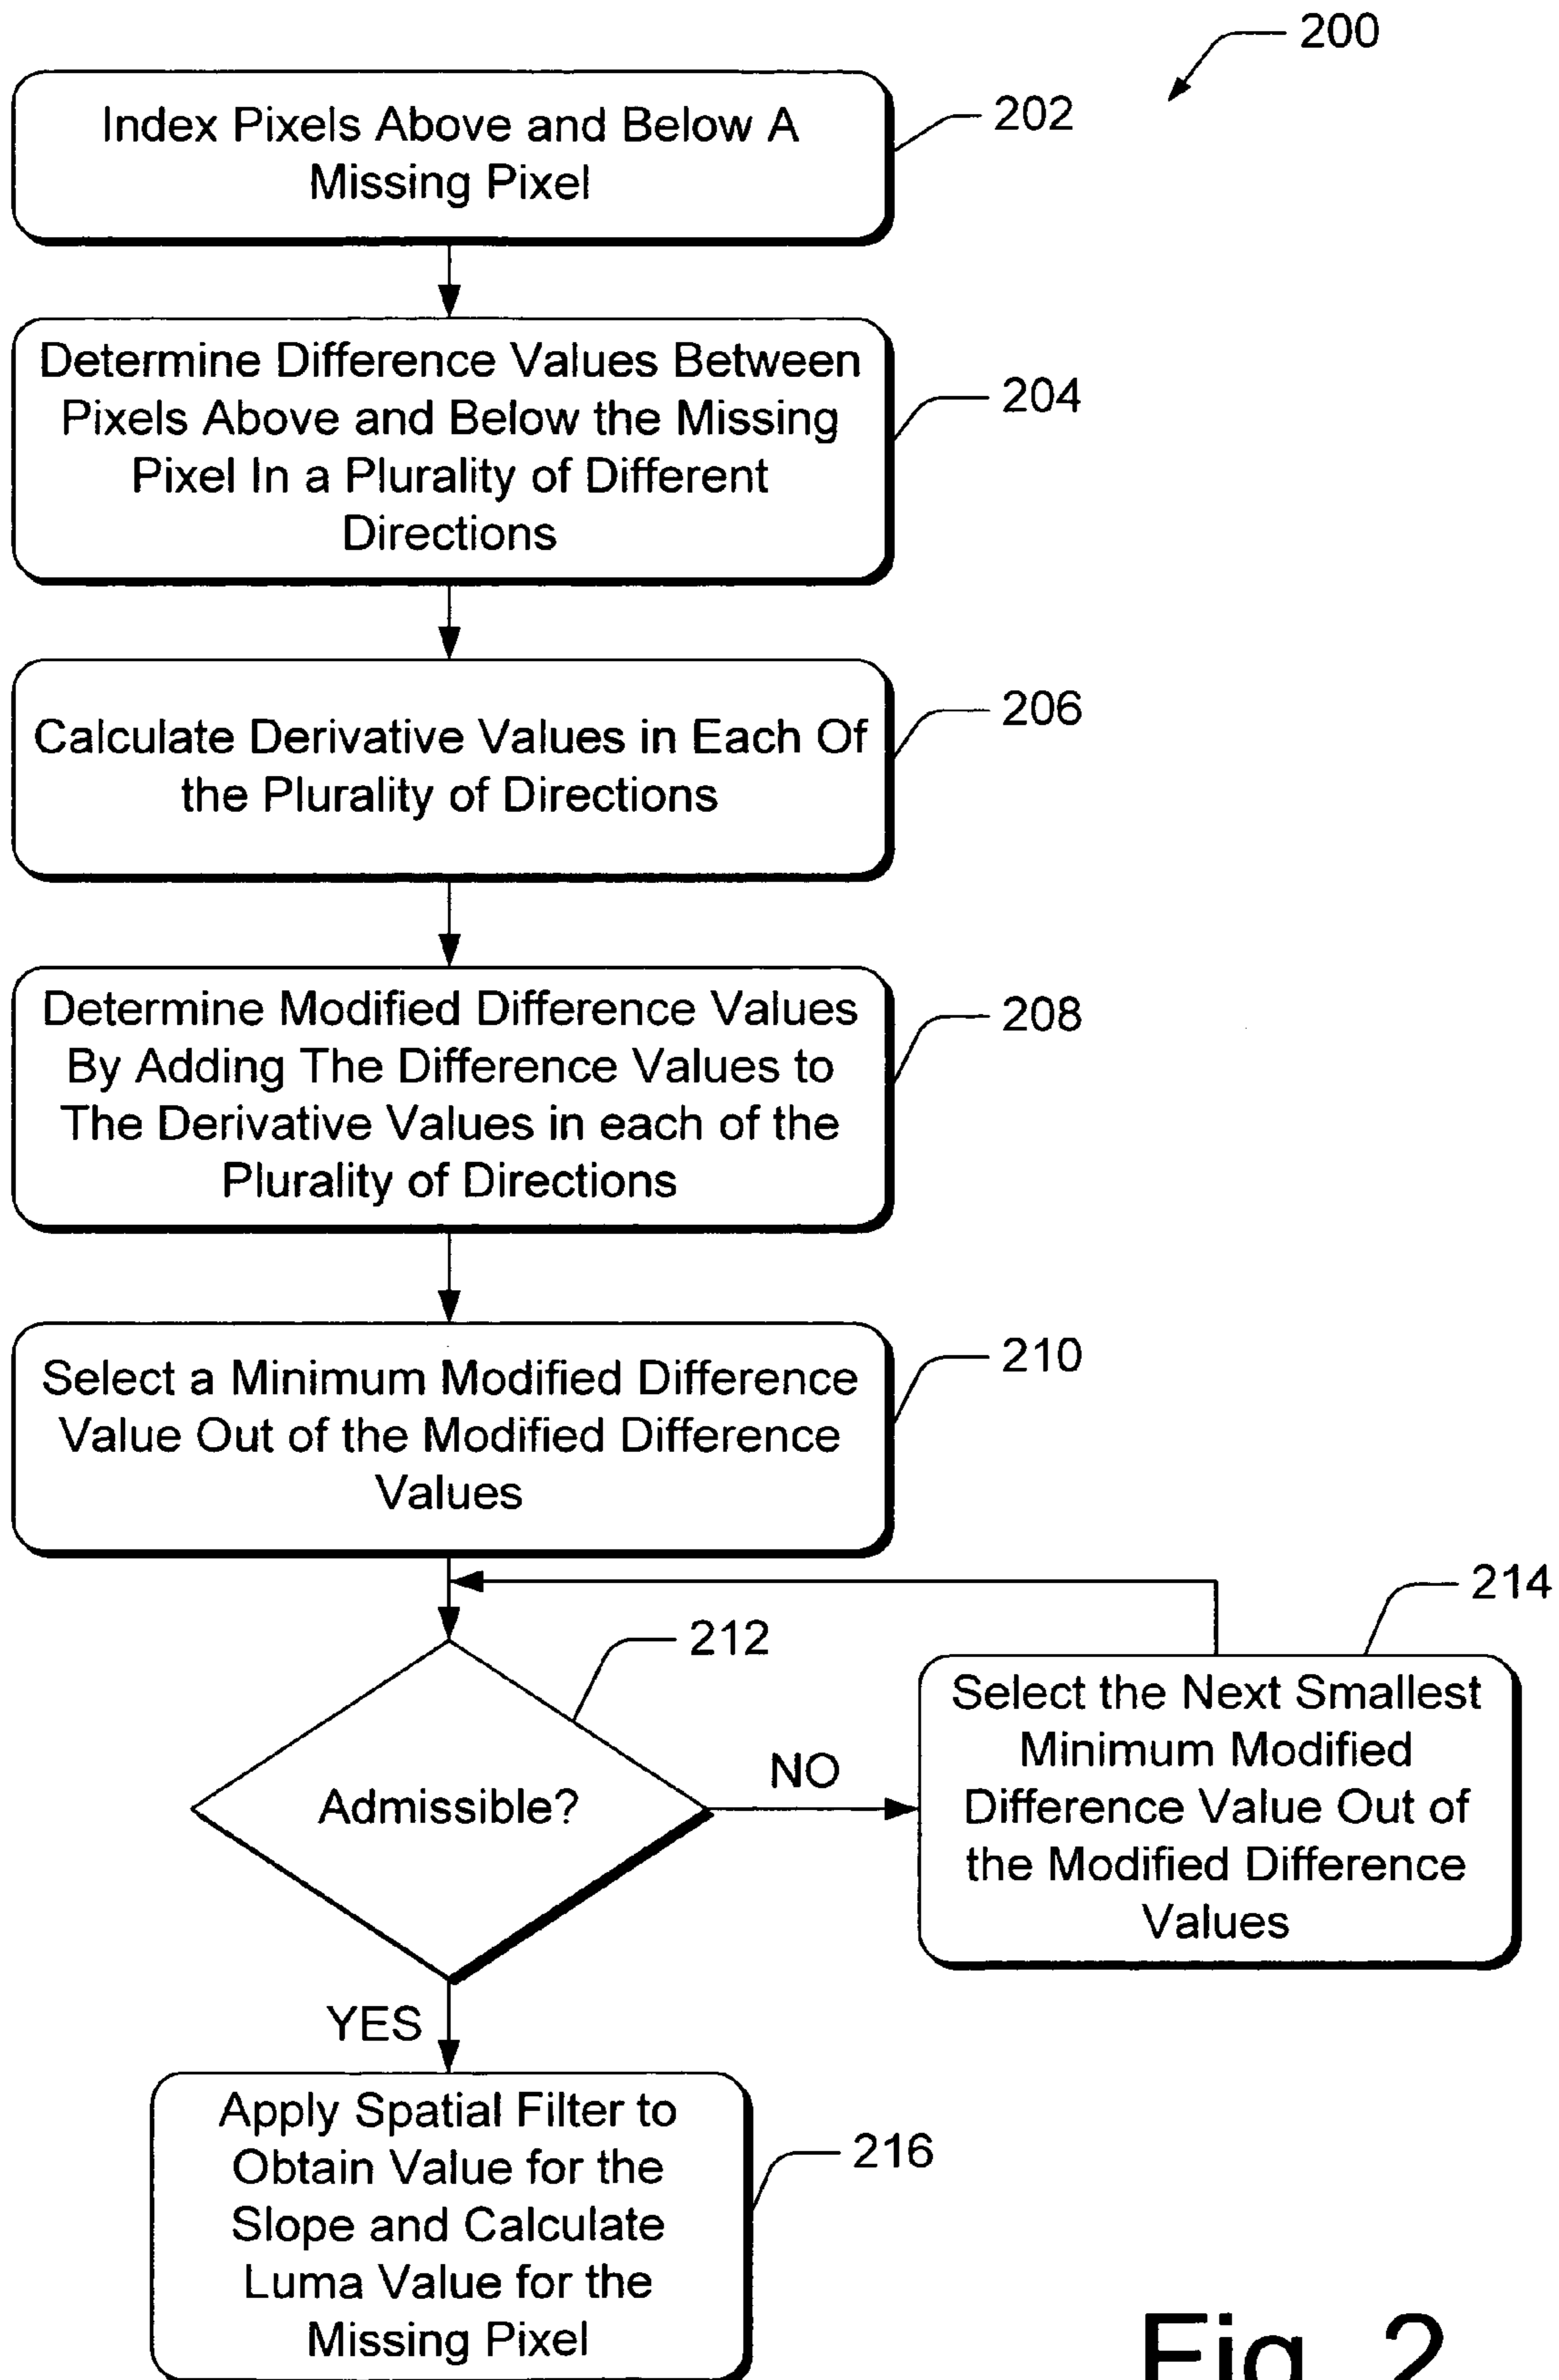 200
Index Pixels Above and Below A
Missing Pixel
202
Determine Difference Values Between
Pixels Above and Below the Missing
Pixel In a Plurality of Different
Directions
204
Calculate Derivative Values in Each Of
the Plurality of Directions
206
Determine Modified Difference Values
By Adding The Difference Values to
The Derivative Values in each of the
Plurality of Directions
208
Select a Minimum Modified Difference
Value Out of the Modified Difference
Values
210
212
Admissible?
NO
214
Select the Next Smallest
Minimum Modified
Difference Value Out of
the Modified Difference
Values
YES
Apply Spatial Filter to
Obtain Value for the
Slope and Calculate
Luma Value for the
Missing Pixel
216
Fig. 2